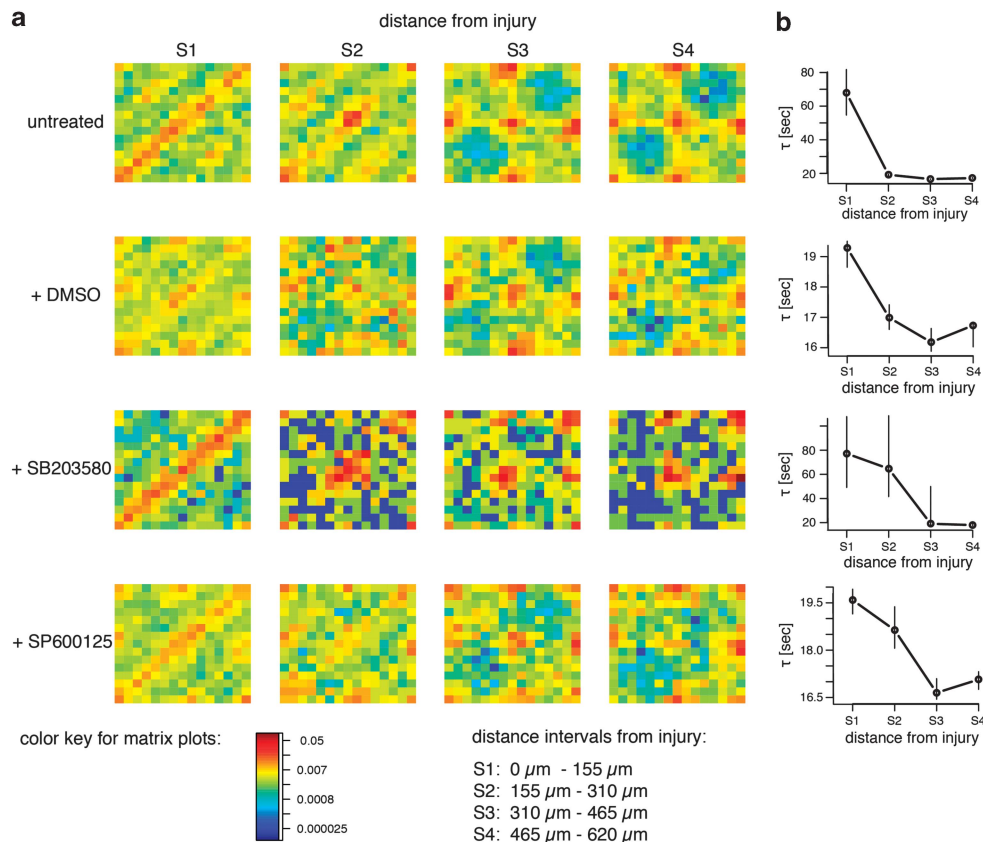 a
distance from injury
S1 S2 S3 S4
untreated
+ DMSO
+ SB203580
+ SP600125
color key for matrix plots:
0.05
0.007
0.0008
0.000025
distance intervals from injury:
S1: 0 µm - 155 µm
S2: 155 µm - 310 µm
S3: 310 µm - 465 µm
S4: 465 µm - 620 µm
b
τ [sec]
80
60
40
20
S1 S2 S3 S4
distance from injury
τ [sec]
19
18
17
16
S1 S2 S3 S4
distance from injury
τ [sec]
80
60
40
20
S1 S2 S3 S4
distance from injury
τ [sec]
19.5
18.0
16.5
S1 S2 S3 S4
distance from injury